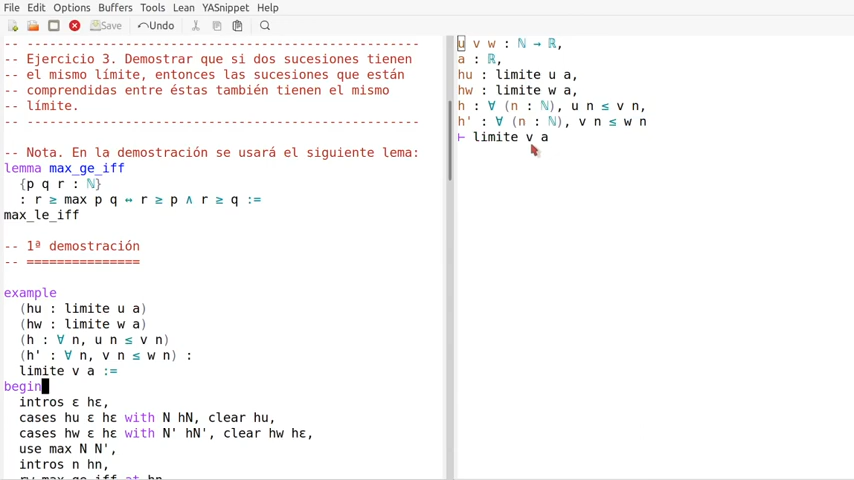 File Edit Options Buffers Tools Lean YASnippet Help
Save Undo
-- ---------------------------------------------------
-- Ejercicio 3. Demostrar que si dos sucesiones tienen
-- el mismo límite, entonces las sucesiones que están
-- comprendidas entre éstas también tienen el mismo
-- límite.
-- ---------------------------------------------------
-- Nota. En la demostración se usará el siguiente lema:
lemma max_ge_iff
{p q r : ℕ}
: r ≥ max p q ↔ r ≥ p ∧ r ≥ q :=
max_le_iff
-- 1ª demostración
-- ===============
example
(hu : limite u a)
(hw : limite w a)
(h : ∀ n, u n ≤ v n)
(h' : ∀ n, v n ≤ w n) :
limite v a :=
begin
intros ε hε,
cases hu ε hε with N hN, clear hu,
cases hw ε hε with N' hN', clear hw hε,
use max N N',
intros n hn,
rw max_ge_iff at hn,
u v w : ℕ → ℝ,
a : ℝ,
hu : limite u a,
hw : limite w a,
h : ∀ (n : ℕ), u n ≤ v n,
h' : ∀ (n : ℕ), v n ≤ w n
⊢ limite v a